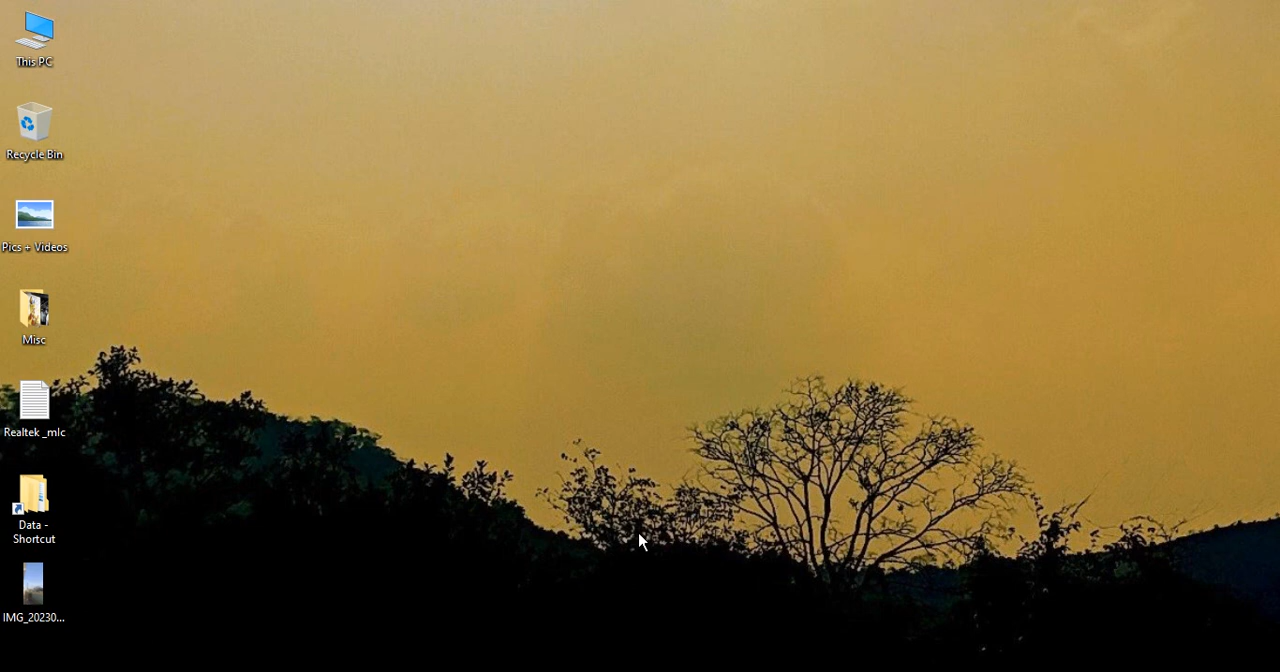 This PC
Recycle Bin
Pics + Videos
Misc
Realtek _mlc
Data -
Shortcut
IMG_20230...